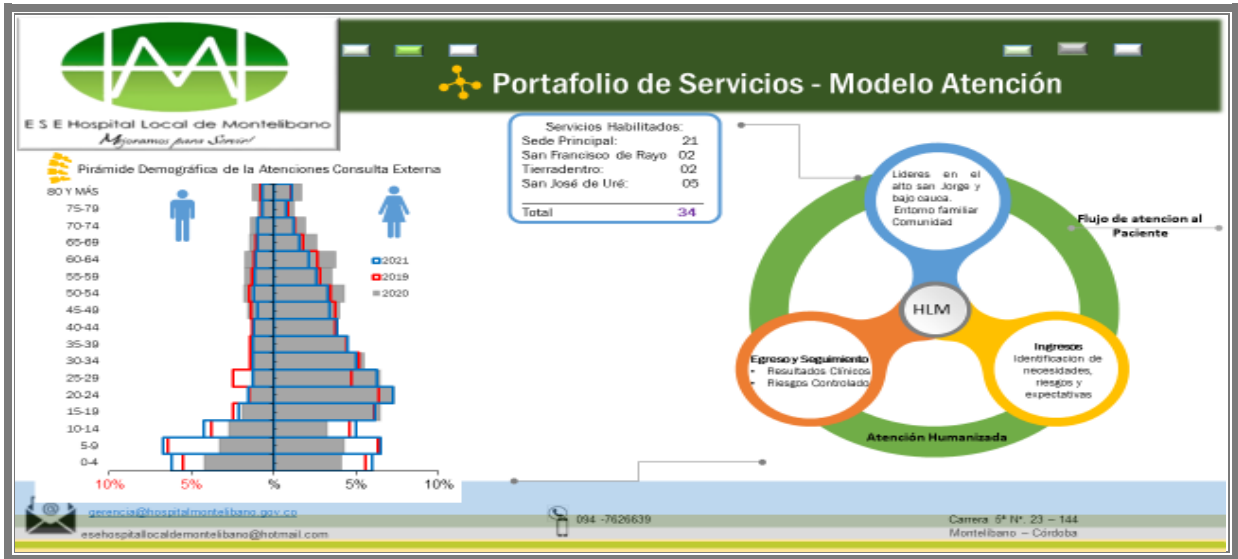 E S E Hospital Local de Montelibano
Mejoramos para Servir!
Portafolio de Servicios - Modelo Atención
Servicios Habilitados:
Sede Principal: 21
San Francisco de Rayo 02
Tierradentro: 02
San José de Uré: 05
Total 34
Pirámide Demográfica de la Atenciones Consulta Externa
80 Y MÁS
75-79
70-74
65-69
60-64
55-59
50-54
45-49
40-44
35-39
30-34
25-29
20-24
15-19
10-14
5-9
0-4
10% 5% % 5% 10%
2021
2019
2020
Lideres en el
alto san Jorge y
bajo cauca.
Entorno familiar
Comunidad
Flujo de atencion al
Paciente
HLM
Egreso y Seguimiento
• Resultados Clínicos
• Riesgos Controlado
Ingresos
Identificacion de
necesidades,
riesgos y
expectativas
Atención Humanizada
gerencia@hospitalmontelibano.gov.co
esehospitallocaldemontelibano@hotmail.com
094 -7626639
Carrera 5ª Nº. 23 – 144
Montelíbano – Córdoba